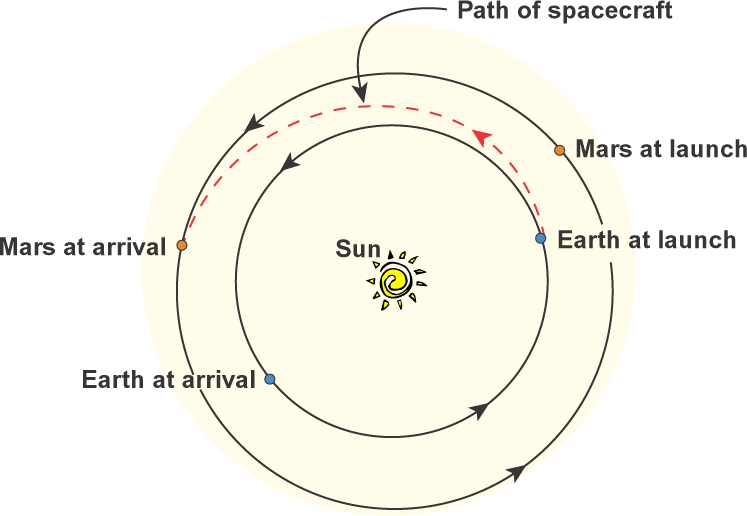 Path of spacecraft
Mars at launch
Mars at arrival
Earth at launch
Sun
Earth at arrival